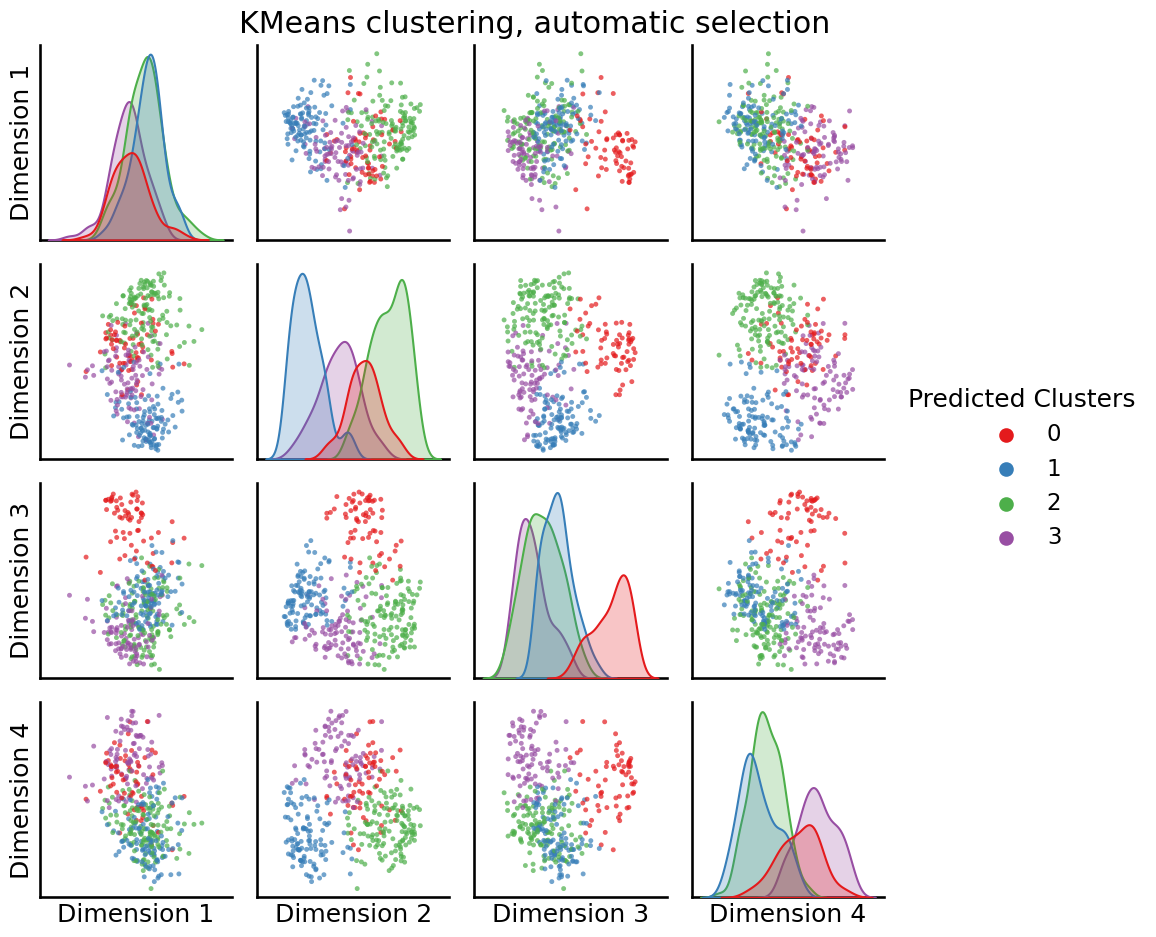 KMeans clustering, automatic selection
Dimension 1
Dimension 2
Dimension 3
Dimension 4
Predicted Clusters
0
1
2
3
Dimension 1
Dimension 2
Dimension 3
Dimension 4